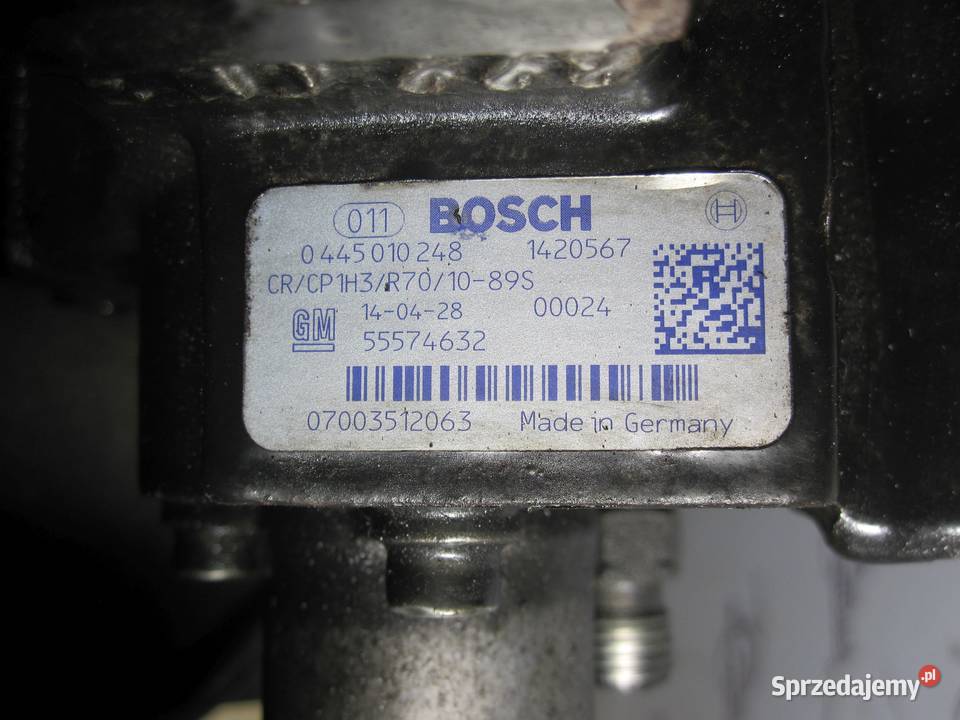 011 BOSCH H
0 445 010 248 1420567
CR/CP1H3/R70/10-89S
14-04-28 00024
GM 55574632
07003512063 Made in Germany
Sprzedajemy.pl